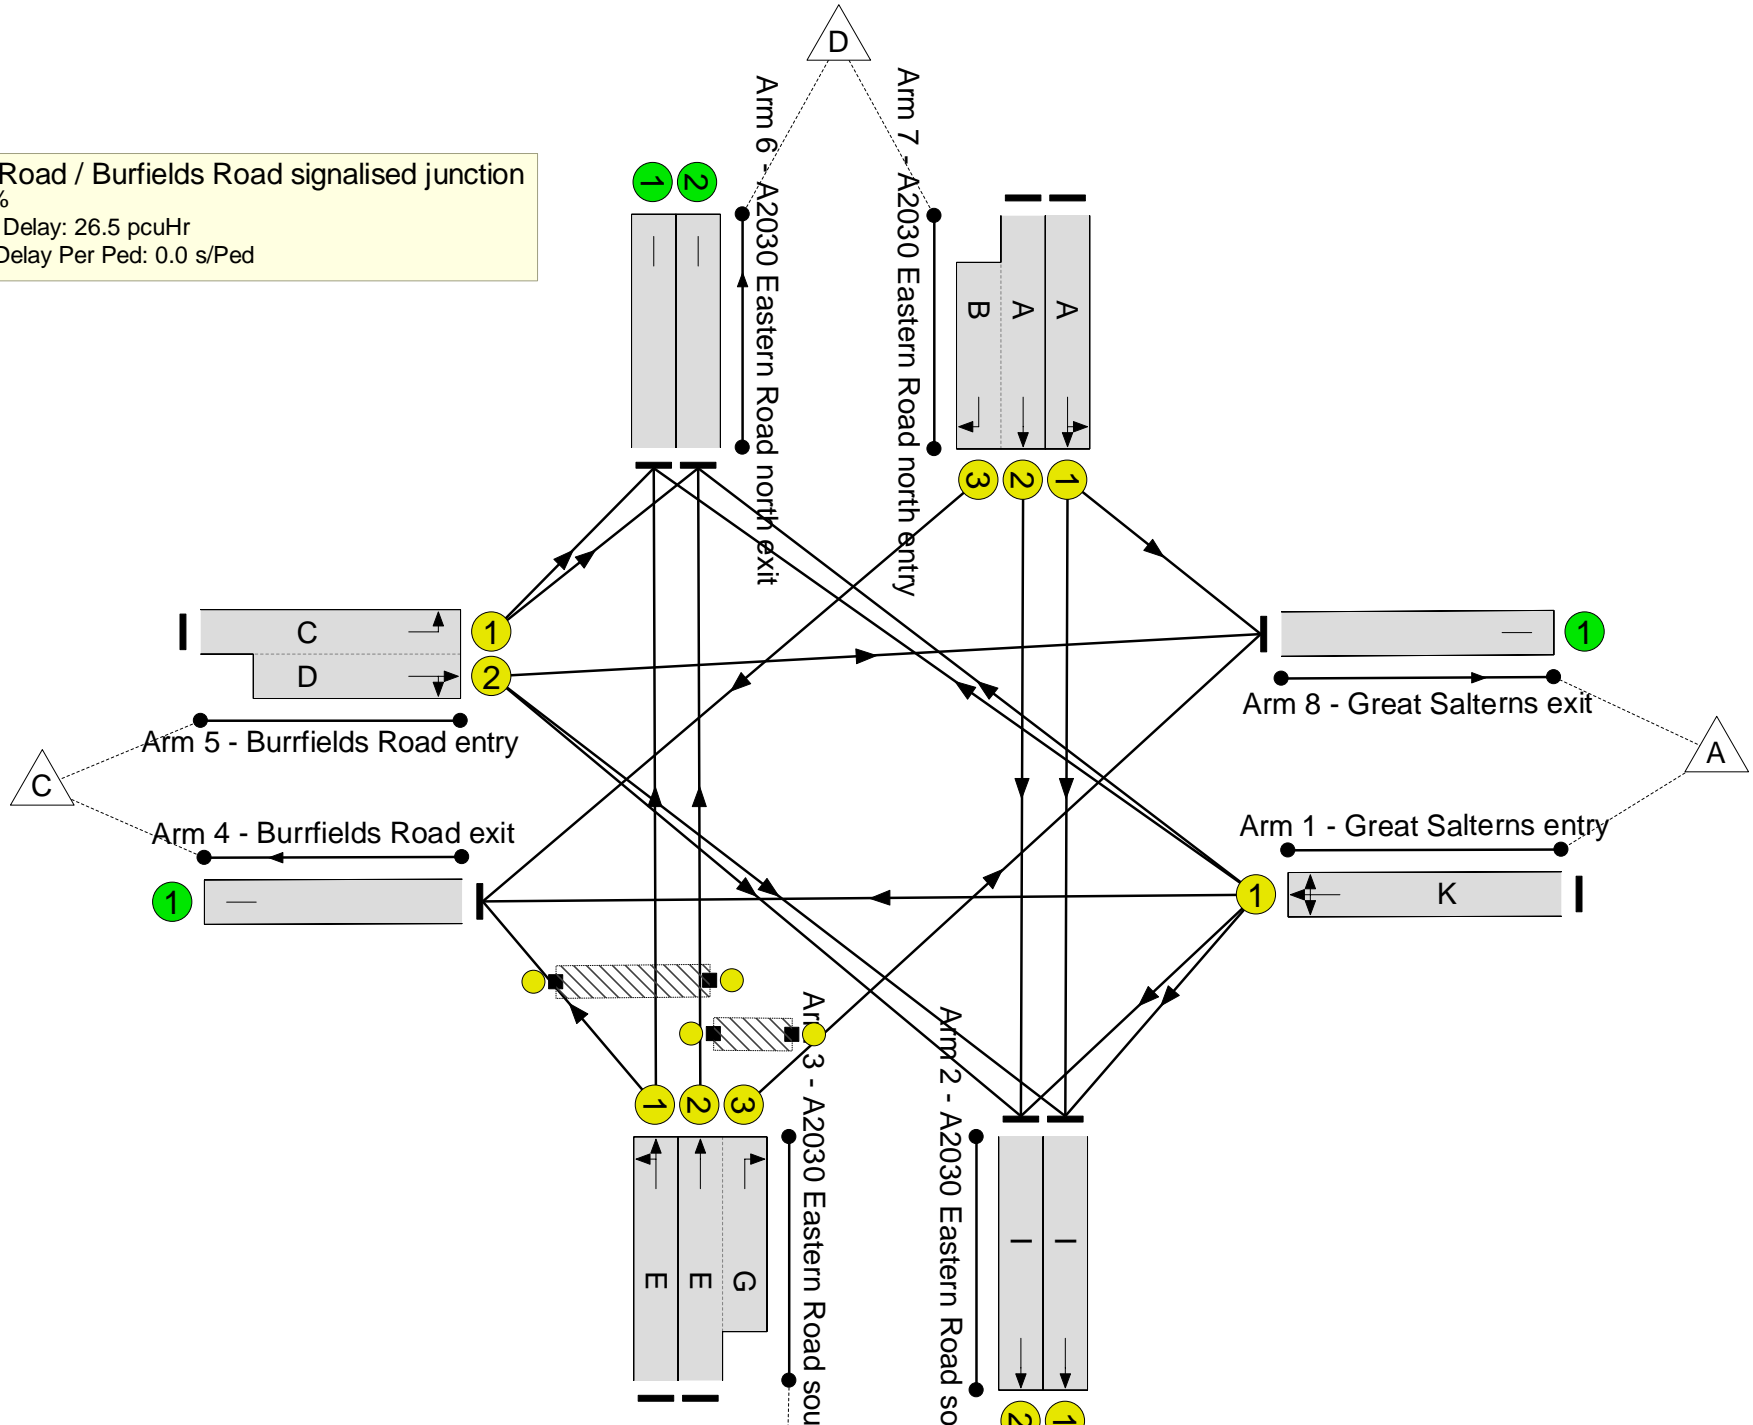 D
Road / Burfields Road signalised junction
%
Delay: 26.5 pcuHr
Delay Per Ped: 0.0 s/Ped
1 2
Arm 6 - A2030 Eastern Road north exit
Arm 7 - A2030 Eastern Road north entry
B A A
3 2 1
C 1
D 2
Arm 5 - Burrfields Road entry
C
Arm 4 - Burrfields Road exit
1
1
Arm 8 - Great Salterns exit
A
Arm 1 - Great Salterns entry
1 K
1 2 3
E E G
Arm 3 - A2030 Eastern Road sou
Arm 2 - A2030 Eastern Road so
I I
2 1